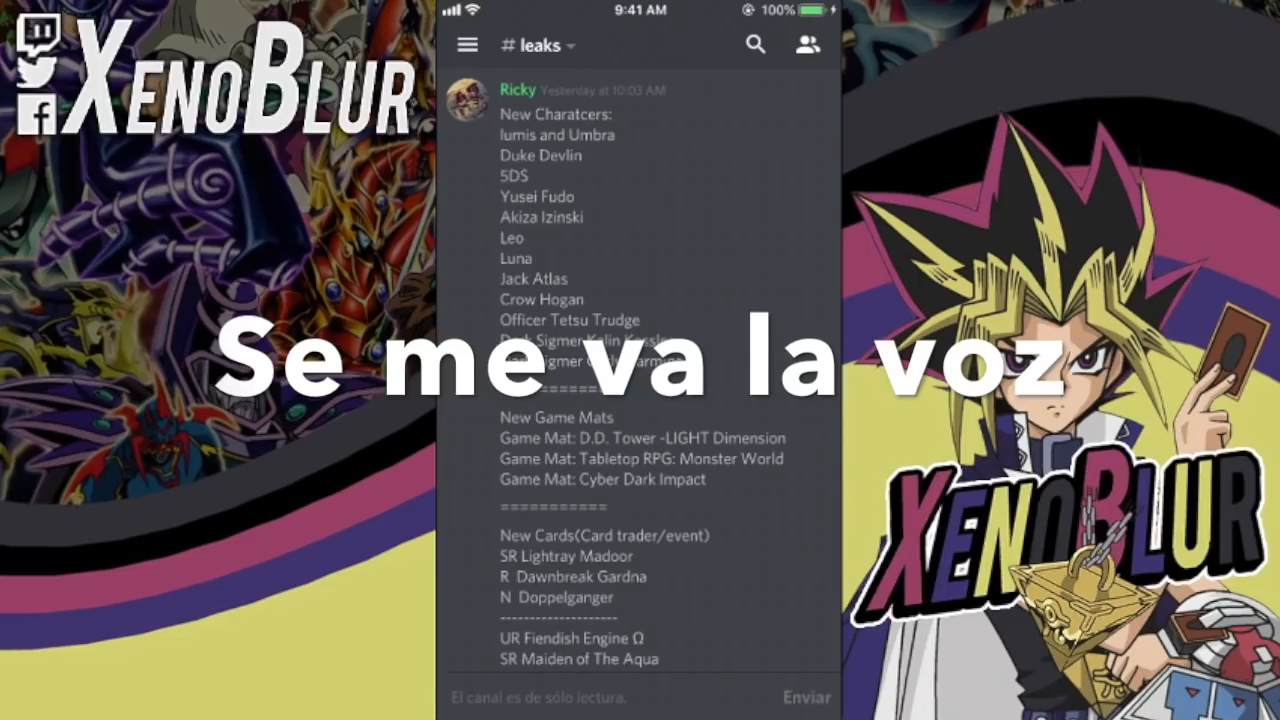 XENOBLUR
9:41 AM
100%
# leaks
Ricky Yesterday at 10:03 AM
New Charatcers:
lumis and Umbra
Duke Devlin
5DS
Yusei Fudo
Akiza Izinski
Leo
Luna
Jack Atlas
Crow Hogan
Officer Tetsu Trudge
Sigmer Kalin
Sigmer
Se me va la voz
New Game Mats
Game Mat: D.D. Tower -LIGHT Dimension
Game Mat: Tabletop RPG: Monster World
Game Mat: Cyber Dark Impact
===========
New Cards(Card trader/event)
SR Lightray Madoor
R Dawnbreak Gardna
N Doppelganger
--------------------
UR Fiendish Engine Ω
SR Maiden of The Aqua
El canal es de sólo lectura.
Enviar
XENOBLUR